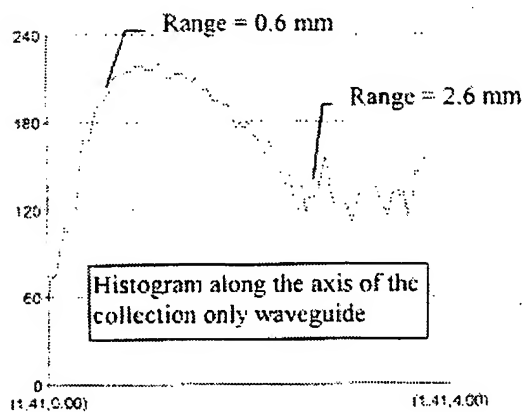 Range = 0.6 mm
240
Range = 2.6 mm
180
120
Histogram along the axis of the
collection only waveguide
60
0
(1.41,0.00)
(1.41,4.00)